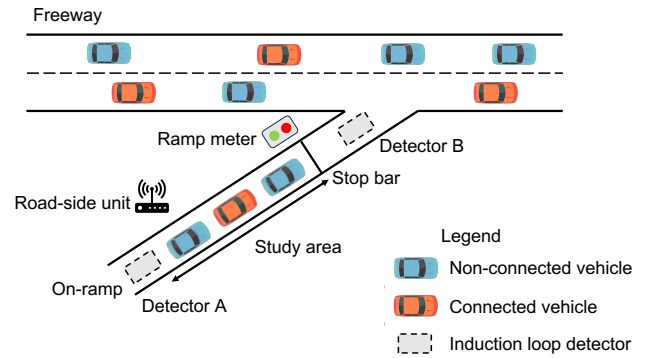 Freeway
Ramp meter
Detector B
Stop bar
Road-side unit
Study area
On-ramp
Detector A
Legend
Non-connected vehicle
Connected vehicle
Induction loop detector